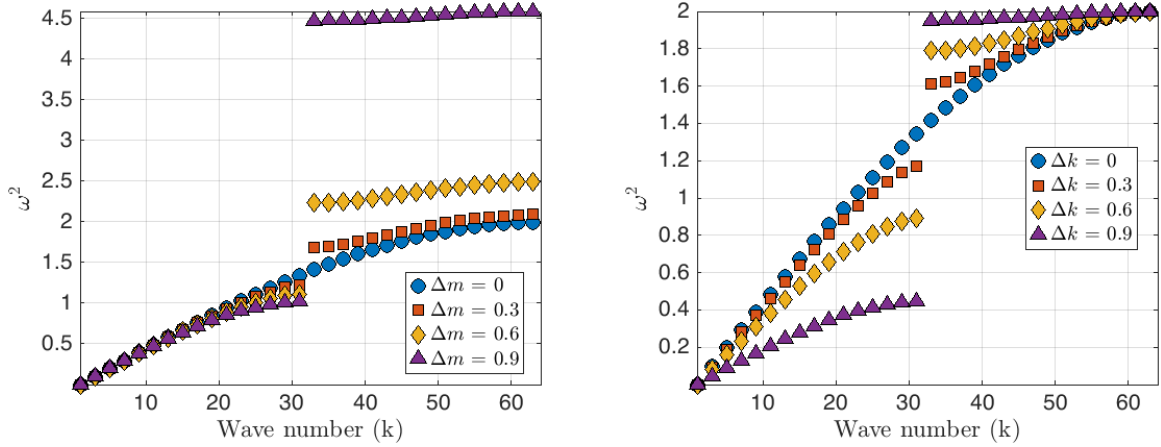 4.5
4
3.5
3
2.5
2
1.5
1
0.5
ω²
10 20 30 40 50 60
Wave number (k)
Δm = 0
Δm = 0.3
Δm = 0.6
Δm = 0.9
2
1.8
1.6
1.4
1.2
1
0.8
0.6
0.4
0.2
ω²
10 20 30 40 50 60
Wave number (k)
Δk = 0
Δk = 0.3
Δk = 0.6
Δk = 0.9